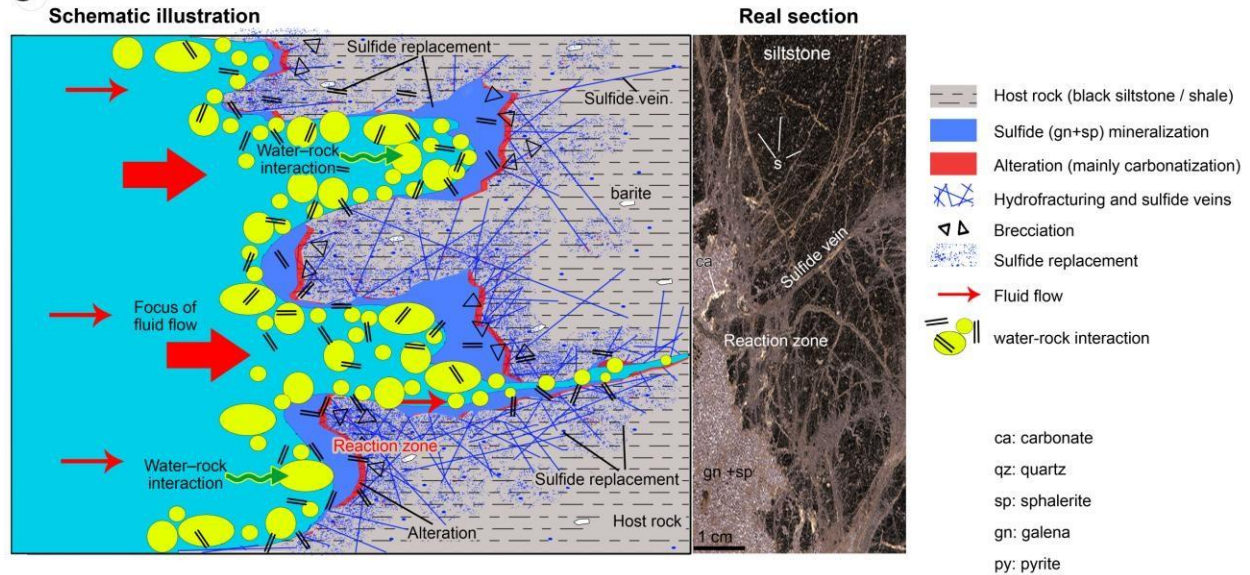 Schematic illustration
Real section
Sulfide replacement
Sulfide vein
Water–rock
interaction
barite
Focus of
fluid flow
Reaction zone
Water–rock
interaction
Sulfide replacement
Alteration
Host rock
siltstone
s
ca
Sulfide vein
Reaction zone
gn +sp
1 cm
Host rock (black siltstone / shale)
Sulfide (gn+sp) mineralization
Alteration (mainly carbonatization)
Hydrofracturing and sulfide veins
Brecciation
Sulfide replacement
Fluid flow
water-rock interaction
ca: carbonate
qz: quartz
sp: sphalerite
gn: galena
py: pyrite